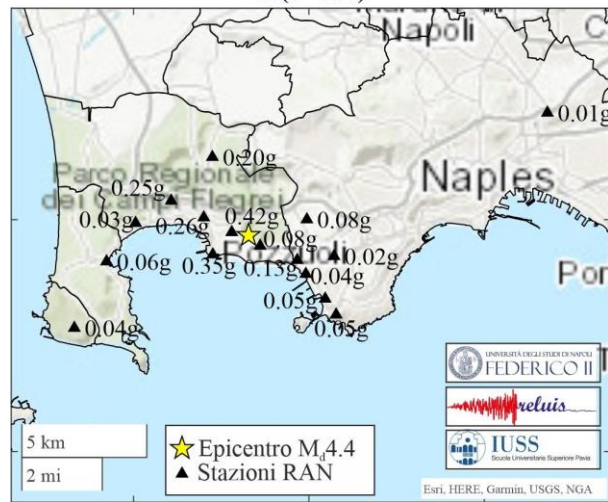 Napoli
0.01g
0.20g
Parco Regionale
Naples
0.25g
dei Campi Flegrei
0.03g
0.26g
0.42g
0.08g
Pozzuoli
0.08g
0.02g
0.06g
0.35g
0.13g
0.04g
0.05g
0.04g
0.05g
UNIVERSITÀ DEGLI STUDI DI NAPOLI
FEDERICO II
reluis
IUSS
Scuola Universitaria Superiore Pavia
5 km
2 mi
Epicentro Md4.4
Stazioni RAN
Esri, HERE, Garmin, USGS, NGA